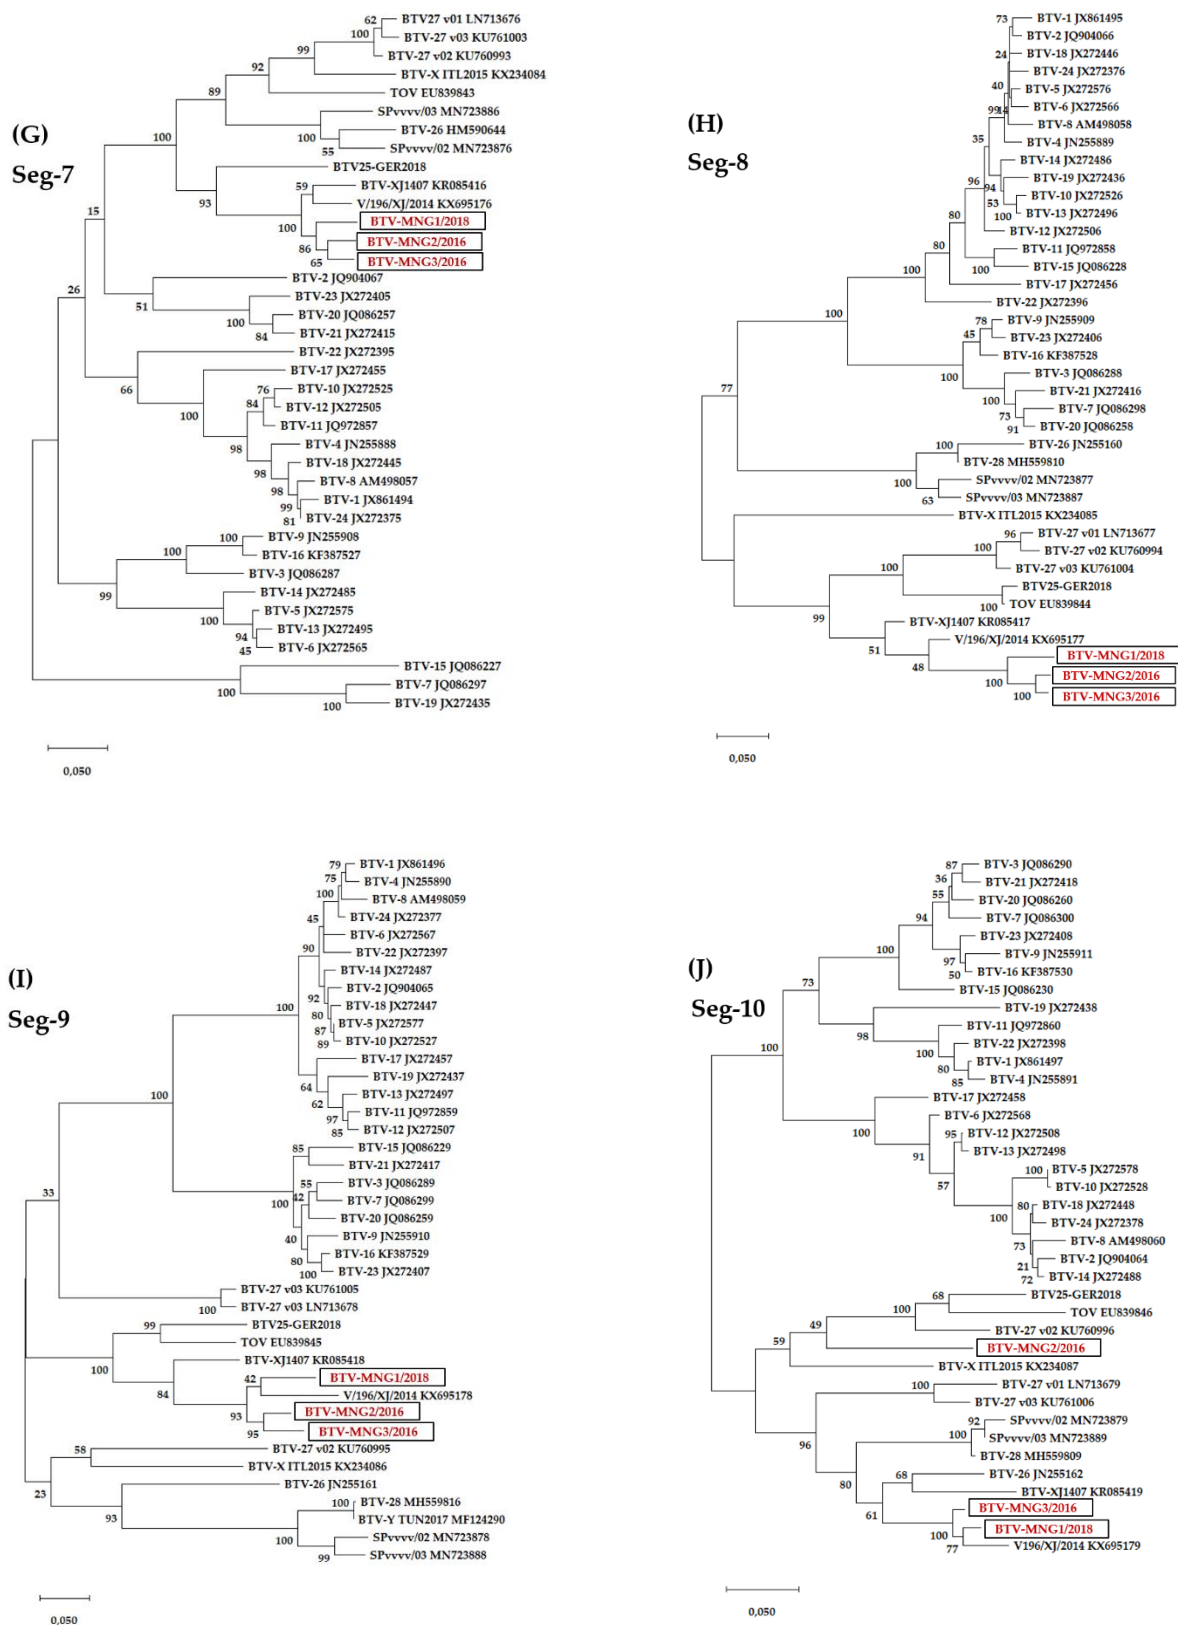 (G)
Seg-7
62
100
99
92
89
100
55
100
93
59
100
86
65
15
26
51
100
84
66
100
76
84
98
98
98
99
81
100
100
99
100
94
45
100
100
BTV27 v01 LN713676
BTV-27 v03 KU761003
BTV-27 v02 KU760993
BTV-X ITL2015 KX234084
TOV EU839843
SPvvvv/03 MN723886
BTV-26 HM590644
SPvvvv/02 MN723876
BTV25-GER2018
BTV-XJ1407 KR085416
V/196/XJ/2014 KX695176
BTV-MNG1/2018
BTV-MNG2/2016
BTV-MNG3/2016
BTV-2 JQ904067
BTV-23 JX272405
BTV-20 JQ086257
BTV-21 JX272415
BTV-22 JX272395
BTV-17 JX272455
BTV-10 JX272525
BTV-12 JX272505
BTV-11 JQ972857
BTV-4 JN255888
BTV-18 JX272445
BTV-8 AM498057
BTV-1 JX861494
BTV-24 JX272375
BTV-9 JN255908
BTV-16 KF387527
BTV-3 JQ086287
BTV-14 JX272485
BTV-5 JX272575
BTV-13 JX272495
BTV-6 JX272565
BTV-15 JQ086227
BTV-7 JQ086297
BTV-19 JX272435
0,050
(H)
Seg-8
73
24
40
99
14
35
94
53
100
96
80
100
80
100
100
78
45
100
100
73
91
77
100
100
63
96
100
100
100
99
51
48
100
100
BTV-1 JX861495
BTV-2 JQ904066
BTV-18 JX272446
BTV-24 JX272376
BTV-5 JX272576
BTV-6 JX272566
BTV-8 AM498058
BTV-4 JN255889
BTV-14 JX272486
BTV-19 JX272436
BTV-10 JX272526
BTV-13 JX272496
BTV-12 JX272506
BTV-11 JQ972858
BTV-15 JQ086228
BTV-17 JX272456
BTV-22 JX272396
BTV-9 JN255909
BTV-23 JX272406
BTV-16 KF387528
BTV-3 JQ086288
BTV-21 JX272416
BTV-7 JQ086298
BTV-20 JQ086258
BTV-26 JN255160
BTV-28 MH559810
SPvvvv/02 MN723877
SPvvvv/03 MN723887
BTV-X ITL2015 KX234085
BTV-27 v01 LN713677
BTV-27 v02 KU760994
BTV-27 v03 KU761004
BTV25-GER2018
TOV EU839844
BTV-XJ1407 KR085417
V/196/XJ/2014 KX695177
BTV-MNG1/2018
BTV-MNG2/2016
BTV-MNG3/2016
0,050
(I)
Seg-9
79
75
100
45
90
92
80
87
89
100
64
62
97
85
100
85
55
42
100
40
80
100
33
100
99
100
42
84
93
95
58
23
93
100
100
99
BTV-1 JX861496
BTV-4 JN255890
BTV-8 AM498059
BTV-24 JX272377
BTV-6 JX272567
BTV-22 JX272397
BTV-14 JX272487
BTV-2 JQ904065
BTV-18 JX272447
BTV-5 JX272577
BTV-10 JX272527
BTV-17 JX272457
BTV-19 JX272437
BTV-13 JX272497
BTV-11 JQ972859
BTV-12 JX272507
BTV-15 JQ086229
BTV-21 JX272417
BTV-3 JQ086289
BTV-7 JQ086299
BTV-20 JQ086259
BTV-9 JN255910
BTV-16 KF387529
BTV-23 JX272407
BTV-27 v03 KU761005
BTV-27 v03 LN713678
BTV25-GER2018
TOV EU839845
BTV-XJ1407 KR085418
BTV-MNG1/2018
V/196/XJ/2014 KX695178
BTV-MNG2/2016
BTV-MNG3/2016
BTV-27 v02 KU760995
BTV-X ITL2015 KX234086
BTV-26 JN255161
BTV-28 MH559816
BTV-Y TUN2017 MF124290
SPvvvv/02 MN723878
SPvvvv/03 MN723888
0,050
(J)
Seg-10
87
36
55
94
97
50
100
73
98
100
80
85
100
100
91
95
57
100
100
80
73
21
72
68
100
49
59
100
96
92
100
80
68
61
100
77
BTV-3 JQ086290
BTV-21 JX272418
BTV-20 JQ086260
BTV-7 JQ086300
BTV-23 JX272408
BTV-9 JN255911
BTV-16 KF387530
BTV-15 JQ086230
BTV-19 JX272438
BTV-11 JQ972860
BTV-22 JX272398
BTV-1 JX861497
BTV-4 JN255891
BTV-17 JX272458
BTV-6 JX272568
BTV-12 JX272508
BTV-13 JX272498
BTV-5 JX272578
BTV-10 JX272528
BTV-18 JX272448
BTV-24 JX272378
BTV-8 AM498060
BTV-2 JQ904064
BTV-14 JX272488
BTV25-GER2018
TOV EU839846
BTV-27 v02 KU760996
BTV-MNG2/2016
BTV-X ITL2015 KX234087
BTV-27 v01 LN713679
BTV-27 v03 KU761006
SPvvvv/02 MN723879
SPvvvv/03 MN723889
BTV-28 MH559809
BTV-26 JN255162
BTV-XJ1407 KR085419
BTV-MNG3/2016
BTV-MNG1/2018
V196/XJ/2014 KX695179
0,050